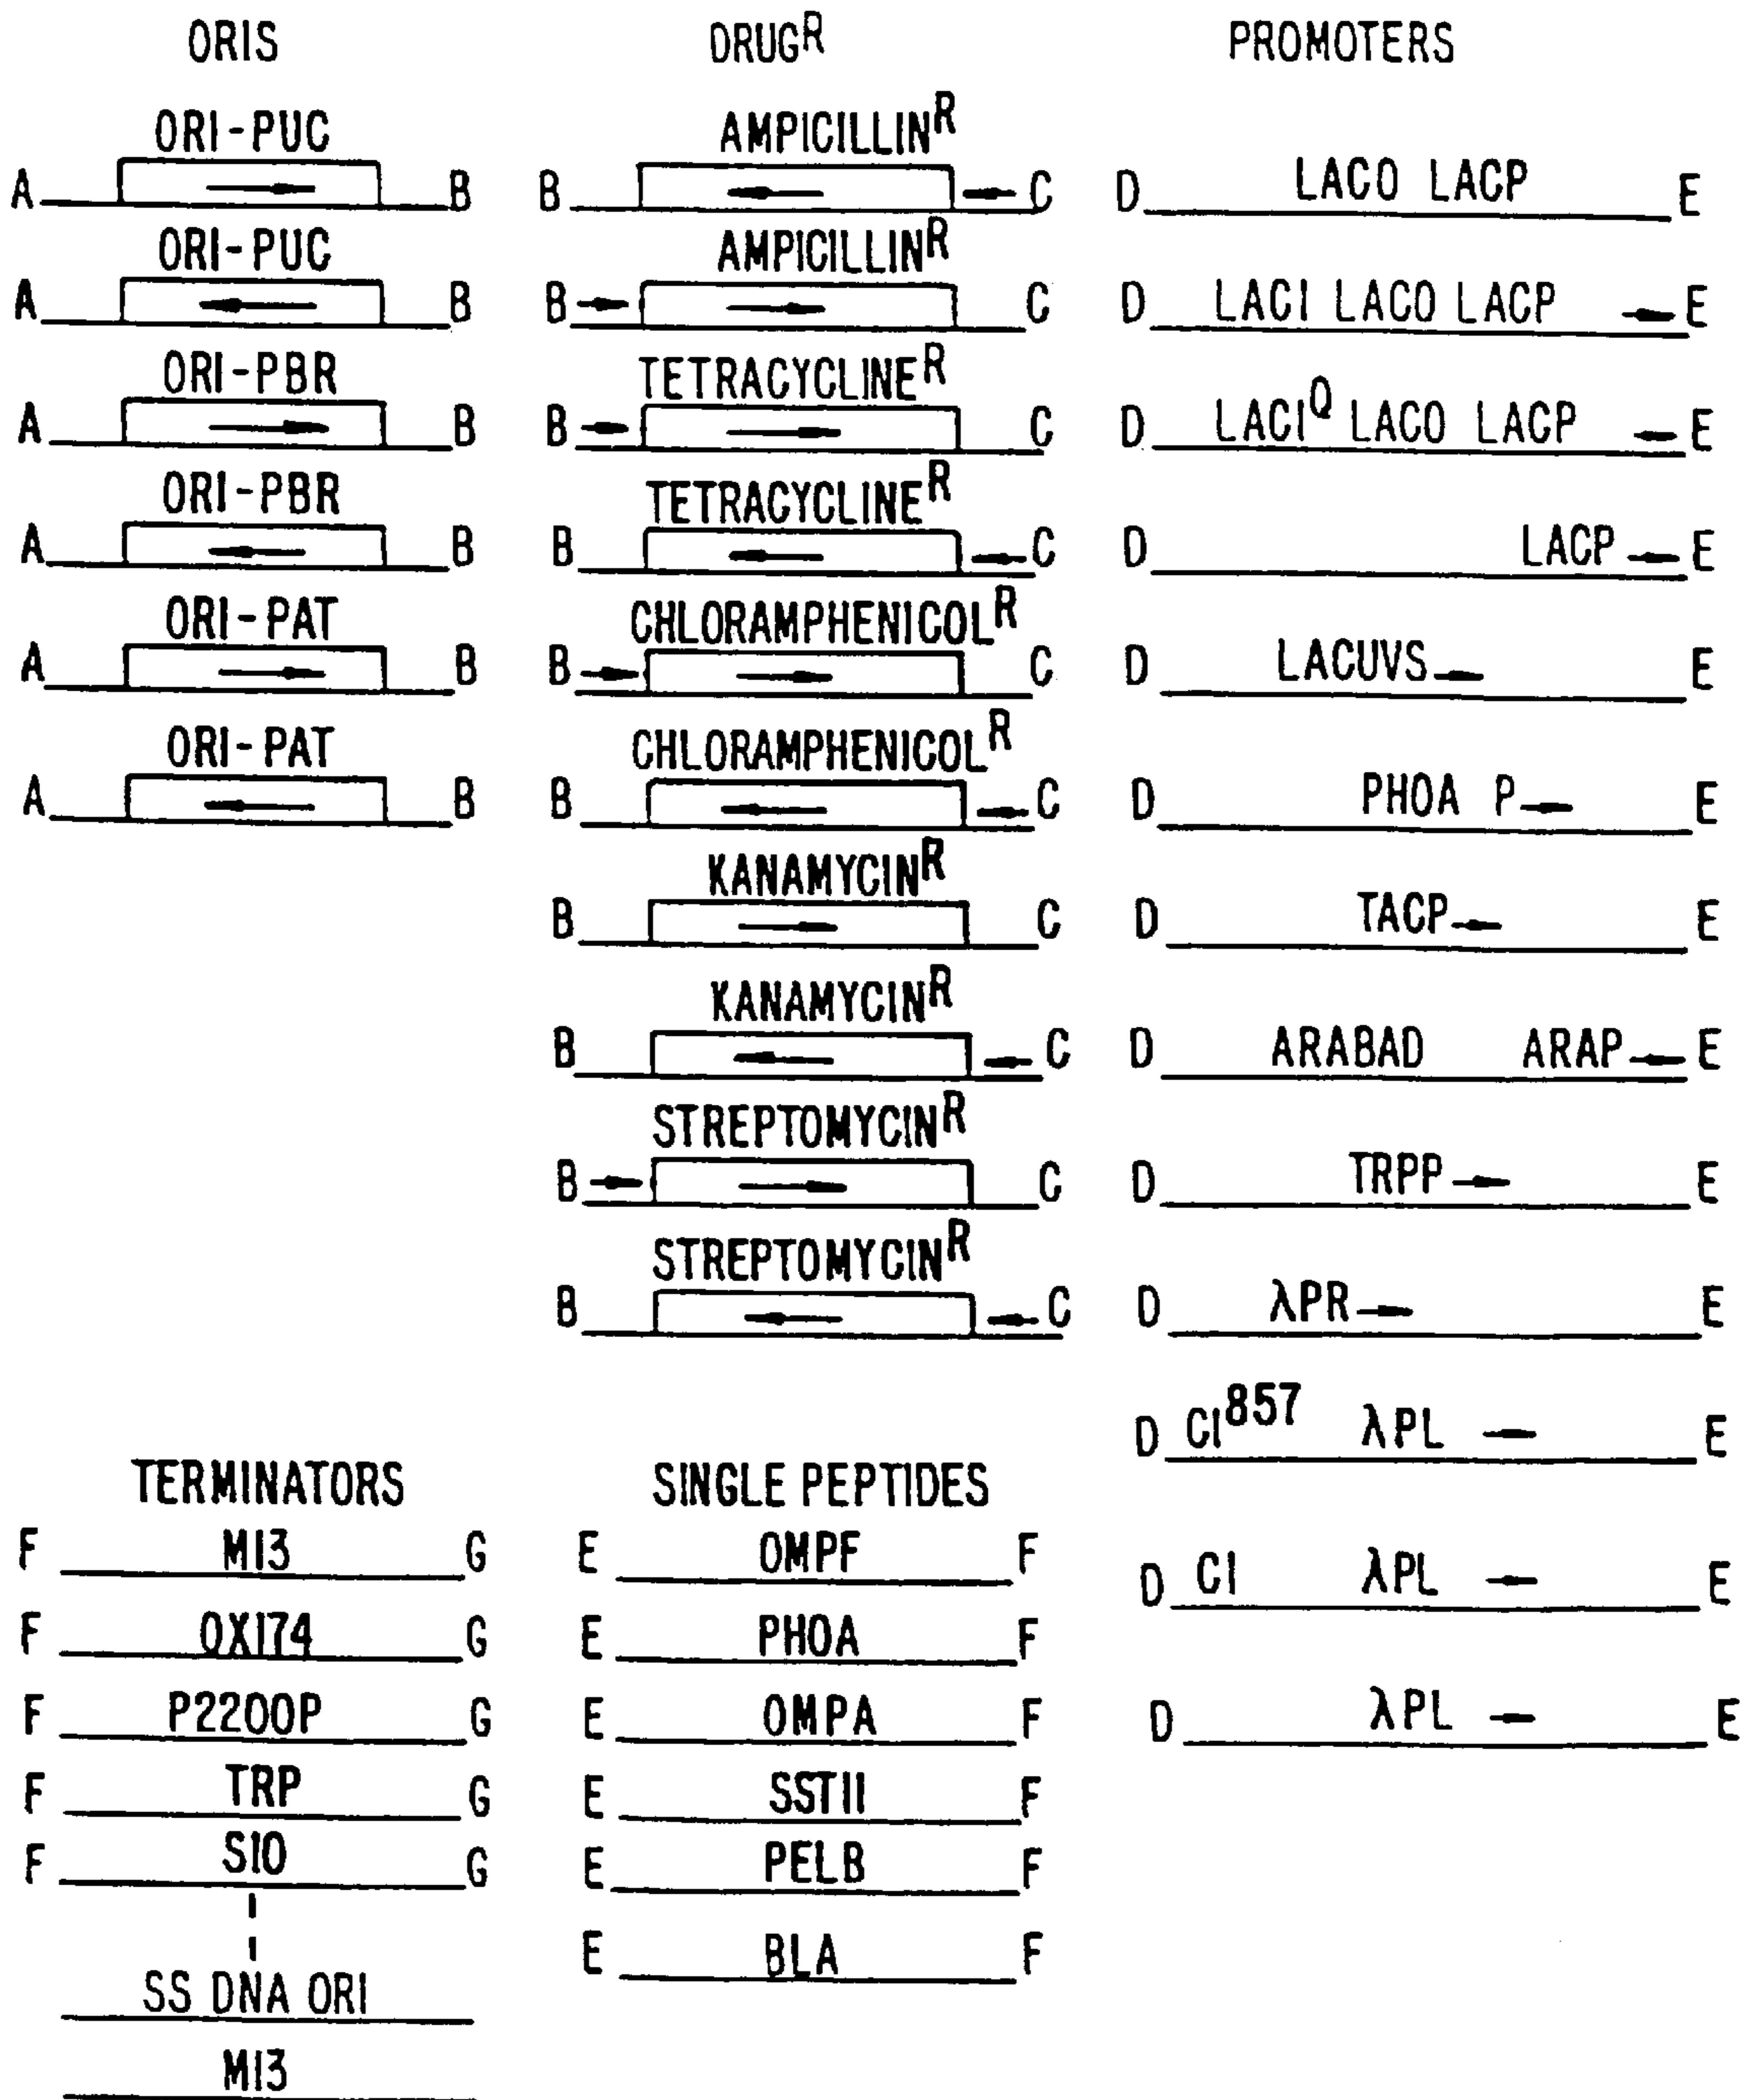 ORIS
ORI-PUC
A B
ORI-PUC
A B
ORI-PBR
A B
ORI-PBR
A B
ORI-PAT
A B
ORI-PAT
A B
DRUGR
AMPICILLINR
B C
AMPICILLINR
B C
TETRACYCLINER
B C
TETRACYCLINER
B C
CHLORAMPHENICOLR
B C
CHLORAMPHENICOLR
B C
KANAMYCINR
B C
KANAMYCINR
B C
STREPTOMYCINR
B C
STREPTOMYCINR
B C
PROMOTERS
D LACO LACP E
D LACI LACO LACP E
D LACIQ LACO LACP E
D LACP E
D LACUVS E
D PHOA P E
D TACP E
D ARABAD ARAP E
D TRPP E
D λPR E
D CI857 λPL E
D CI λPL E
D λPL E
TERMINATORS
F M13 G
F OX174 G
F P2200P G
F TRP G
F S10 G
SS DNA ORI
M13
SINGLE PEPTIDES
E OMPF F
E PHOA F
E OMPA F
E SSTII F
E PELB F
E BLA F